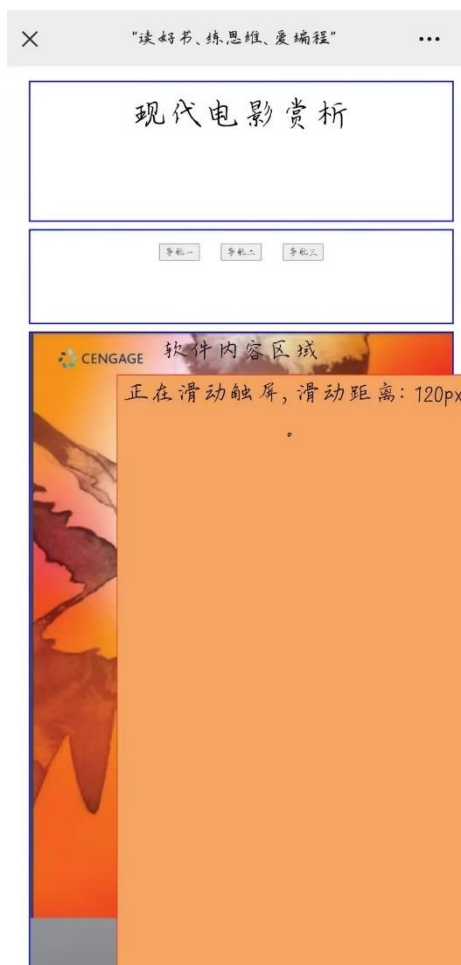 "读好书、练思维、爱编程"
现代电影赏析
导航一 导航二 导航三
CENGAGE 软件内容区域
正在滑动触屏,滑动距离:120px
。